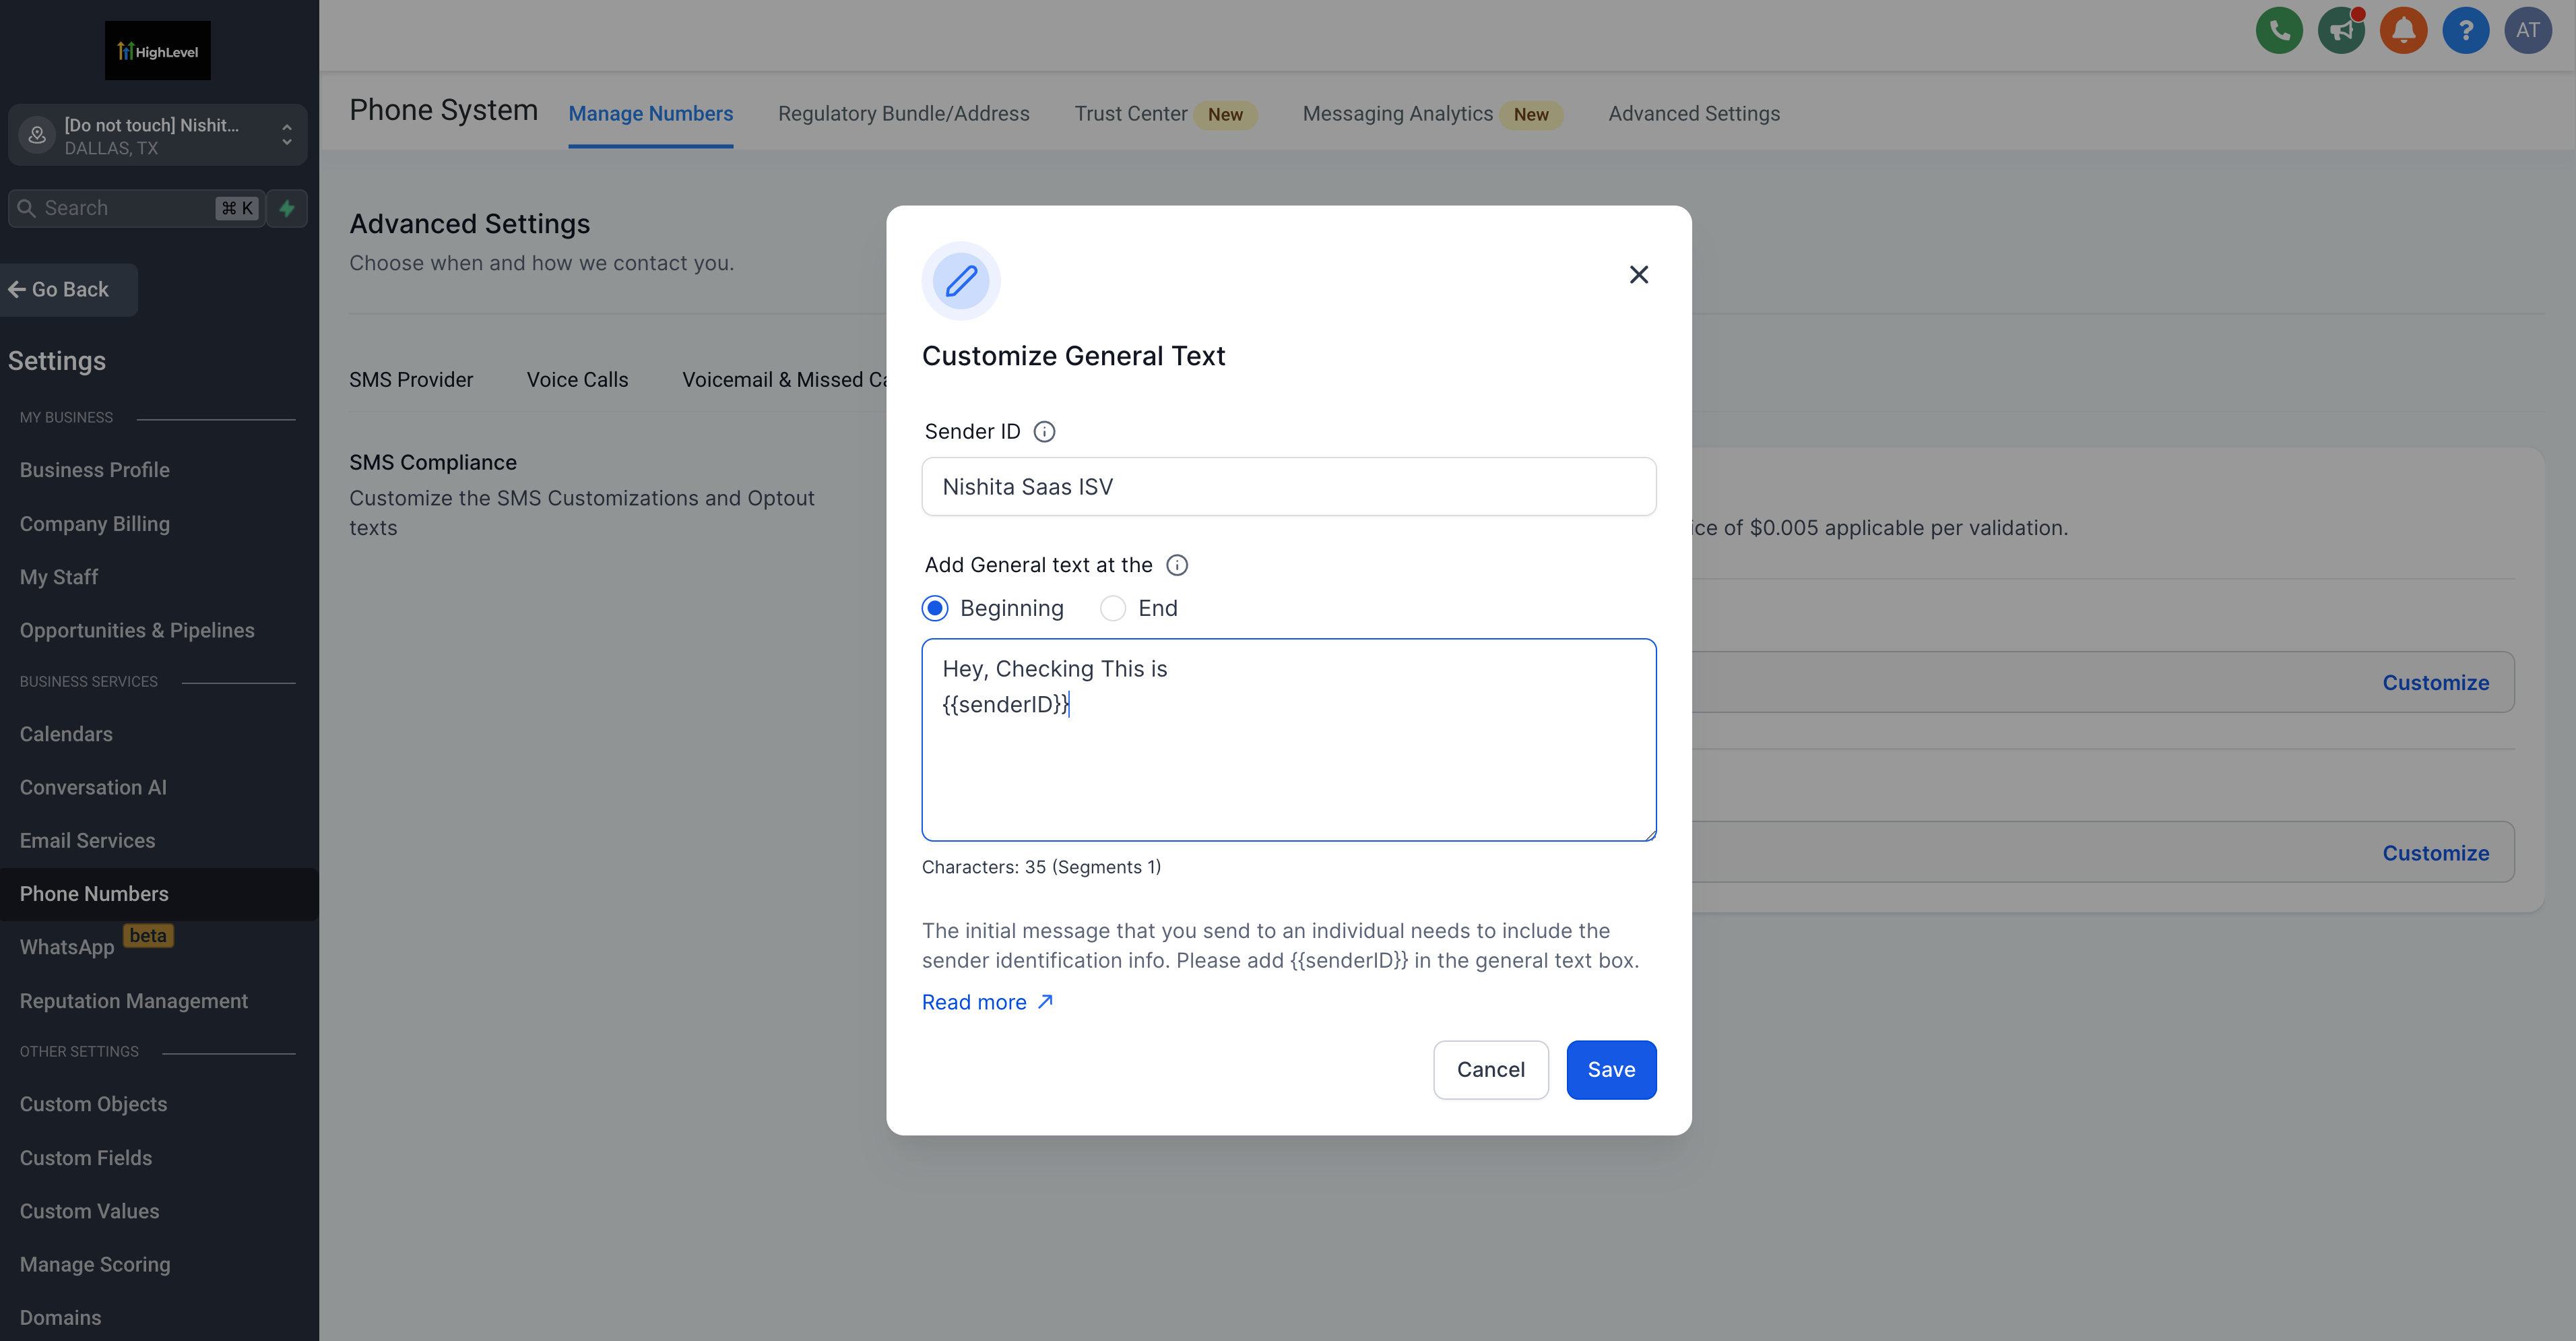 HighLevel
[Do not touch] Nishit...
DALLAS, TX
Search
⌘ K
Go Back
Settings
MY BUSINESS
Business Profile
Company Billing
My Staff
Opportunities & Pipelines
BUSINESS SERVICES
Calendars
Conversation AI
Email Services
Phone Numbers
WhatsApp beta
Reputation Management
OTHER SETTINGS
Custom Objects
Custom Fields
Custom Values
Manage Scoring
Domains
?
AT
Phone System
Manage Numbers
Regulatory Bundle/Address
Trust Center New
Messaging Analytics New
Advanced Settings
Advanced Settings
Choose when and how we contact you.
SMS Provider
Voice Calls
Voicemail & Missed
SMS Compliance
Customize the SMS Customizations and Optout
texts
of $0.005 applicable per validation.
Customize
Customize
Customize General Text
Sender ID
Nishita Saas ISV
Add General text at the
Beginning
End
Hey, Checking This is
{{senderID}}
Characters: 35 (Segments 1)
The initial message that you send to an individual needs to include the
sender identification info. Please add {{senderID}} in the general text box.
Read more
Cancel
Save